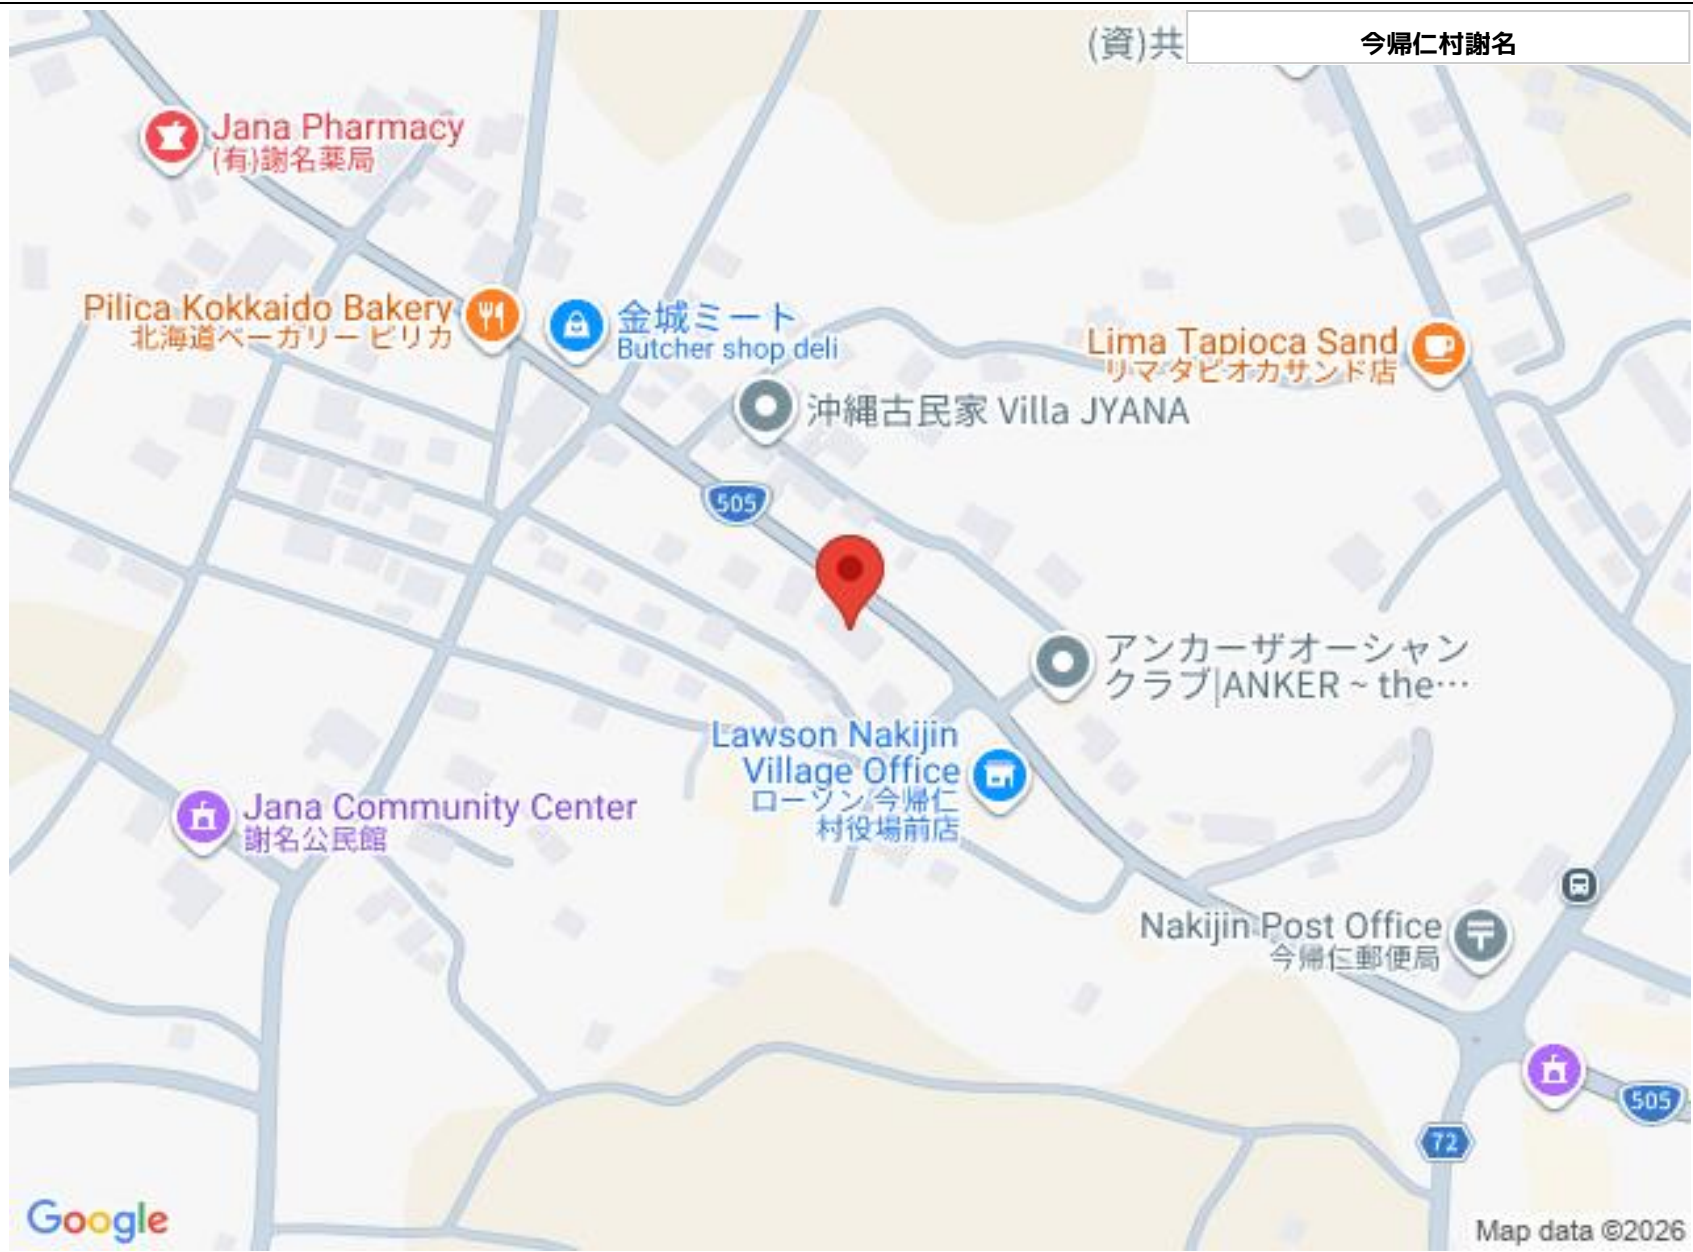 (資)共
今帰仁村謝名
Jana Pharmacy
(有)謝名薬局
Pilica Kokkaido Bakery
北海道ベーカリー ピリカ
金城ミート
Butcher shop deli
Lima Tapioca Sand
リマ タピオカサンド店
沖縄古民家 Villa JYANA
505
アンカーザオーシャン
クラブ|ANKER ~ the…
Lawson Nakijin
Village Office
ローソン 今帰仁
村役場前店
Jana Community Center
謝名公民館
Nakijin Post Office
今帰仁郵便局
505
72
Google
Map data ©2026